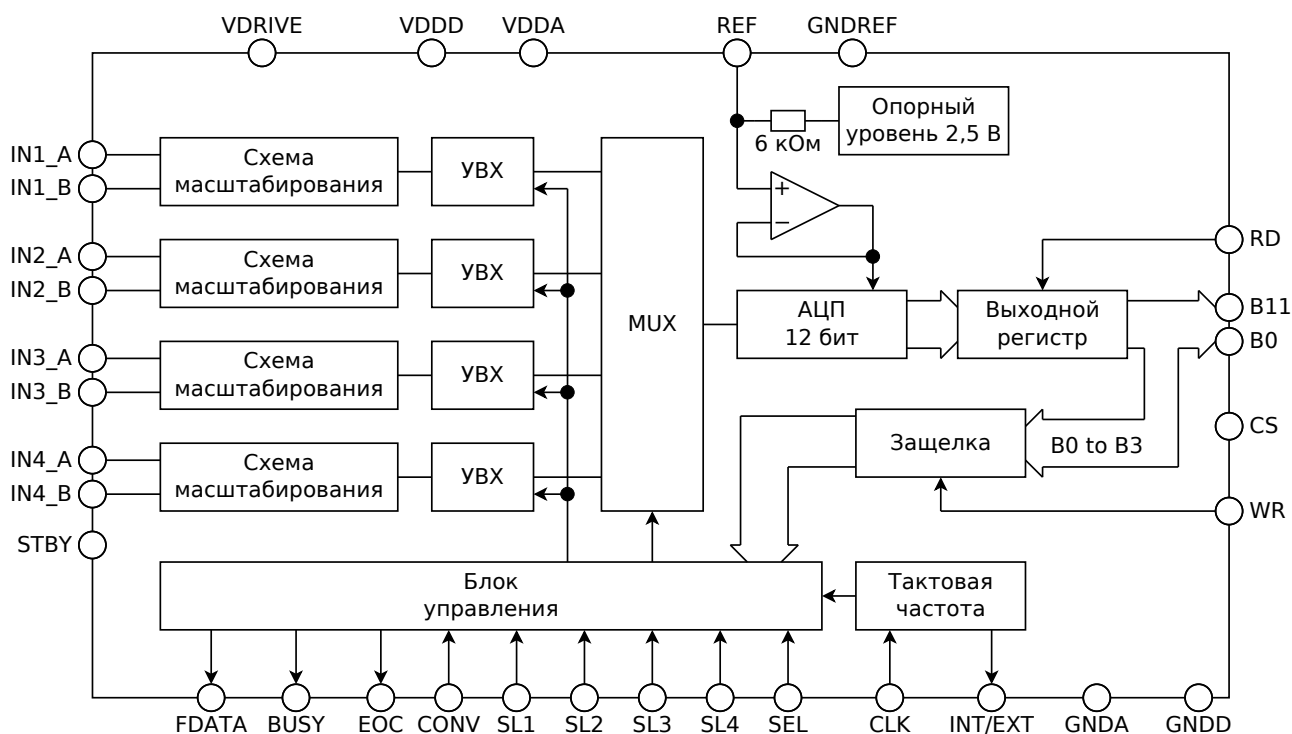 VDRIVE
VDDD
VDDA
REF
GNDREF
Опорный
уровень 2,5 В
6 кОм
IN1_A
IN1_B
Схема
масштабирования
УВХ
+
−
IN2_A
IN2_B
Схема
масштабирования
УВХ
MUX
АЦП
12 бит
Выходной
регистр
RD
B11
B0
IN3_A
IN3_B
Схема
масштабирования
УВХ
Защелка
B0 to B3
CS
IN4_A
IN4_B
Схема
масштабирования
УВХ
WR
STBY
Блок
управления
Тактовая
частота
FDATA
BUSY
EOC
CONV
SL1
SL2
SL3
SL4
SEL
CLK
INT/EXT
GNDA
GNDD